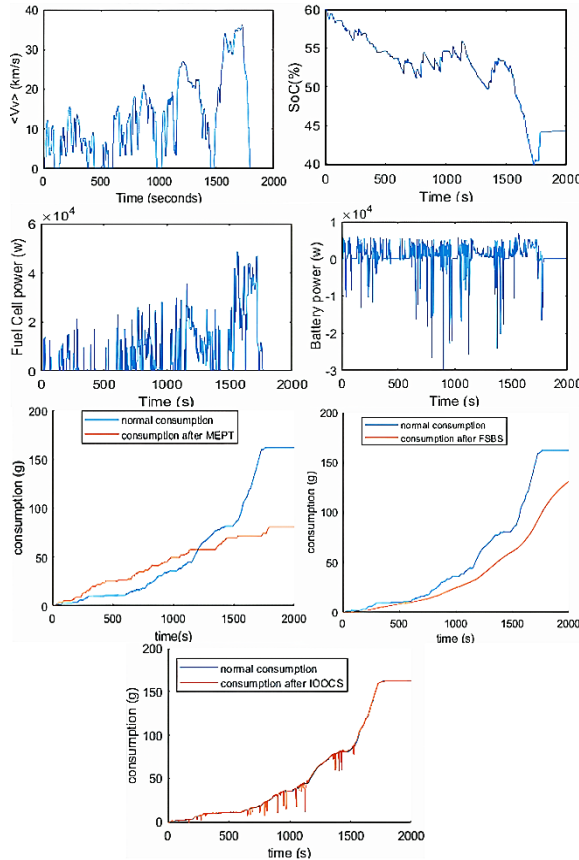 <Vv> (km/s)
40
30
20
10
0
0 500 1000 1500 2000
Time (seconds)
SoC(%)
60
55
50
45
40
0 500 1000 1500 2000
Time (s)
Fuel Cell power (w)
×10⁴
6
4
2
0
0 500 1000 1500 2000
Time (s)
Battery power (w)
×10⁴
1
0
-1
-2
-3
0 500 1000 1500 2000
Time (s)
consumption (g)
200
150
100
50
0
normal consumption
consumption after MEPT
0 500 1000 1500 2000
time(s)
consumption (g)
200
150
100
50
0
normal consumption
consumption after FSBS
0 500 1000 1500 2000
time (s)
consumption (g)
200
150
100
50
0
normal consumption
consumption after IOOCS
0 500 1000 1500 2000
time (s)